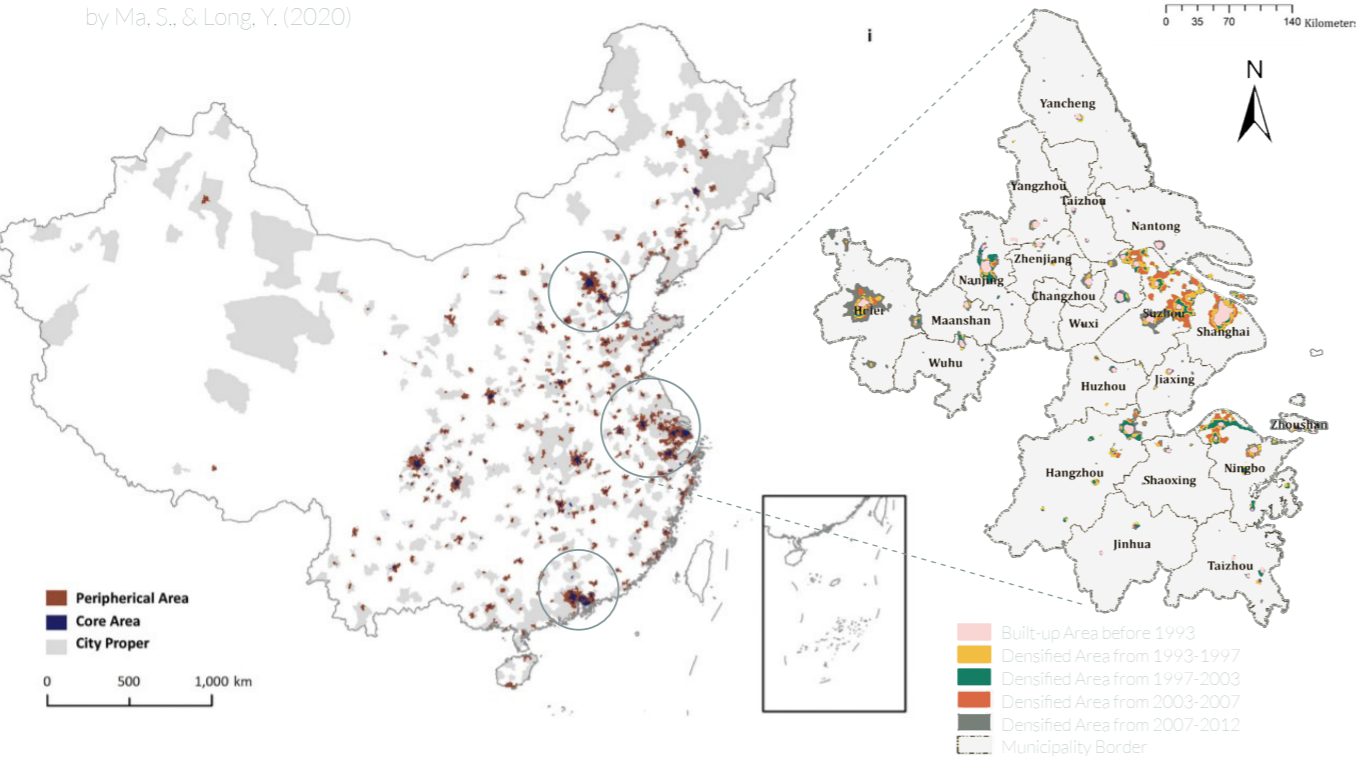 by Ma, S., & Long, Y. (2020)
i
0 35 70 140 Kilometers
N
Yancheng
Yangzhou
Taizhou
Nantong
Zhenjiang
Nanjing
Changzhou
Hefei
Maanshan
Wuxi
Suzhou
Shanghai
Wuhu
Huzhou
Jiaxing
Zhoushan
Hangzhou
Shaoxing
Ningbo
Jinhua
Taizhou
Peripherical Area
Core Area
City Proper
0 500 1,000 km
Built-up Area before 1993
Densified Area from 1993-1997
Densified Area from 1997-2003
Densified Area from 2003-2007
Densified Area from 2007-2012
Municipality Border